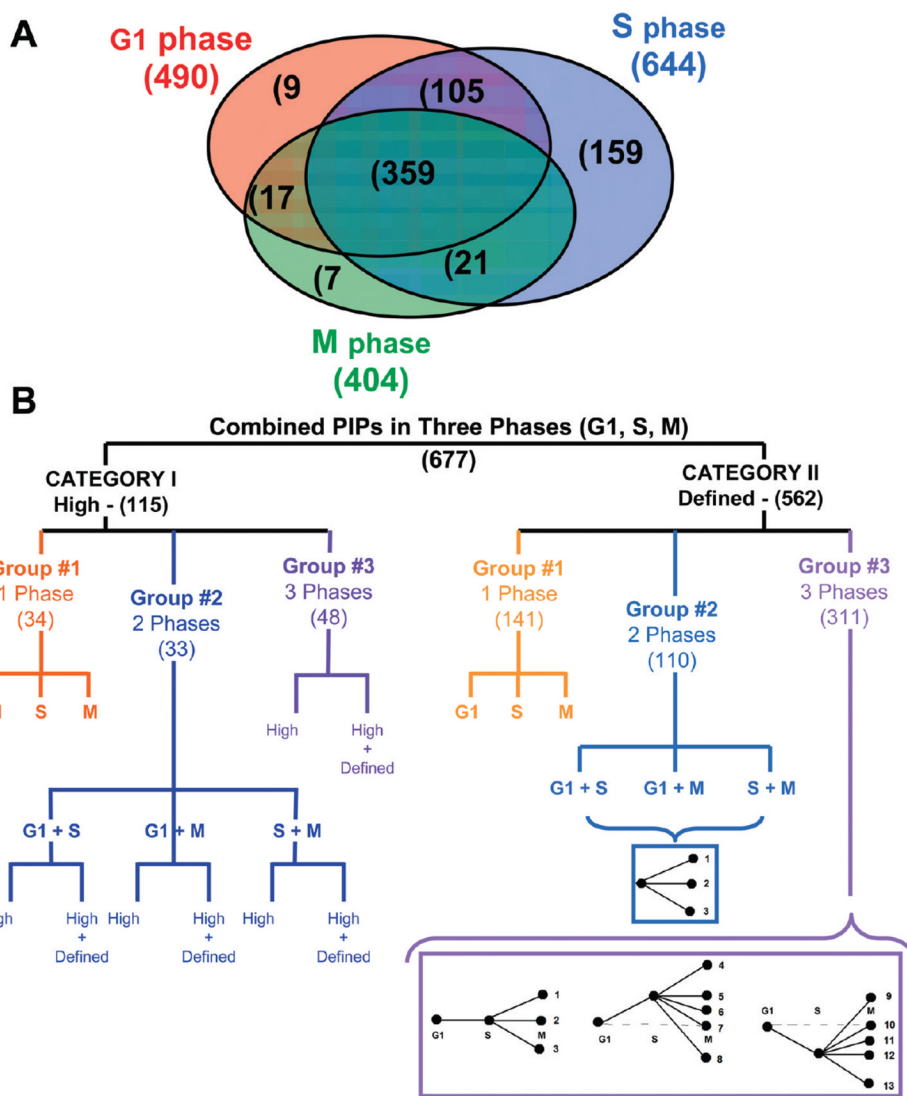 A
G1 phase
(490)
S phase
(644)
(9
(105
(159
(359
(17
(21
(7
M phase
(404)
B
Combined PIPs in Three Phases (G1, S, M)
(677)
CATEGORY I
High - (115)
CATEGORY II
Defined - (562)
Group #1
1 Phase
(34)
Group #2
2 Phases
(33)
Group #3
3 Phases
(48)
Group #1
1 Phase
(141)
Group #2
2 Phases
(110)
Group #3
3 Phases
(311)
S M
High
High
+
Defined
G1 S M
G1 + S G1 + M S + M
G1 + S G1 + M S + M
High
+
Defined
High
High
+
Defined
High
High
+
Defined
1
2
3
1
2
3
G1 S M
4
5
6
7
8
G1 S M
9
10
11
12
13
G1 S M